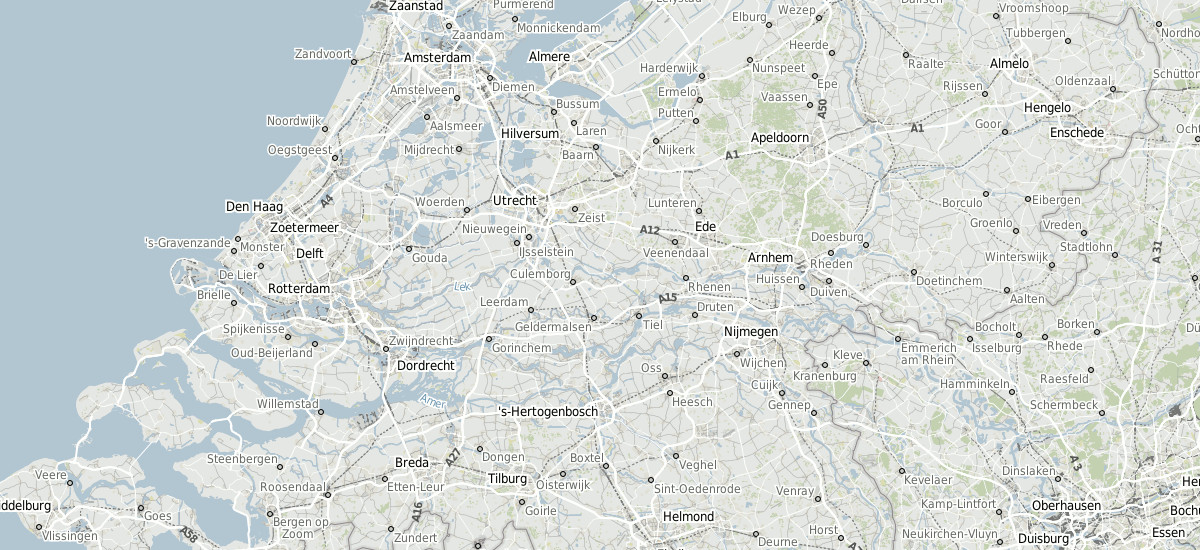 Zaanstad
Purmerend
Elburg
Wezep
Vroomshoop
Zaandam
Monnickendam
Tubbergen
Zandvoort
Amsterdam
Almere
Harderwijk
Nunspeet
Heerde
Raalte
Almelo
Diemen
Epe
Rijssen
Oldenzaal
Amstelveen
Ermelo
Vaassen
A50
Bussum
Putten
Hengelo
Noordwijk
Aalsmeer
Hilversum
Laren
Apeldoorn
A1
Goor
Enschede
Oegstgeest
Mijdrecht
Baarn
Nijkerk
A1
A4
Woerden
Utrecht
Lunteren
Borculo
Eibergen
Den Haag
Zoetermeer
Zeist
Ede
Groenlo
Vreden
Nieuwegein
A12
Doesburg
's-Gravenzande
Monster
Delft
Gouda
IJsselstein
Veenendaal
Arnhem
Rheden
Winterswijk
Stadtlohn
A 31
De Lier
Culemborg
Huissen
Doetinchem
Rotterdam
Lek
Rhenen
Duiven
Brielle
Leerdam
A15
Druten
Aalten
Spijkenisse
Geldermalsen
Tiel
Nijmegen
Bocholt
Borken
Oud-Beijerland
Zwijndrecht
Gorinchem
Emmerich
am Rhein
Isselburg
Rhede
Dordrecht
Wijchen
Kleve
Oss
Kranenburg
Raesfeld
Cuijk
Hamminkeln
Willemstad
Amer
's-Hertogenbosch
Heesch
Gennep
Schermbeck
Steenbergen
A27
Dongen
Boxtel
Veghel
A 3
Breda
Dinslaken
Veere
Roosendaal
Etten-Leur
Tilburg
Oisterwijk
Sint-Oedenrode
Venray
Kevelaer
Oberhausen
Goes
Bergen op
Zoom
A16
Goirle
Helmond
Kamp-Lintfort
Vlissingen
A58
Zundert
Deurne
Horst
Neukirchen-Vluyn
Duisburg
Essen